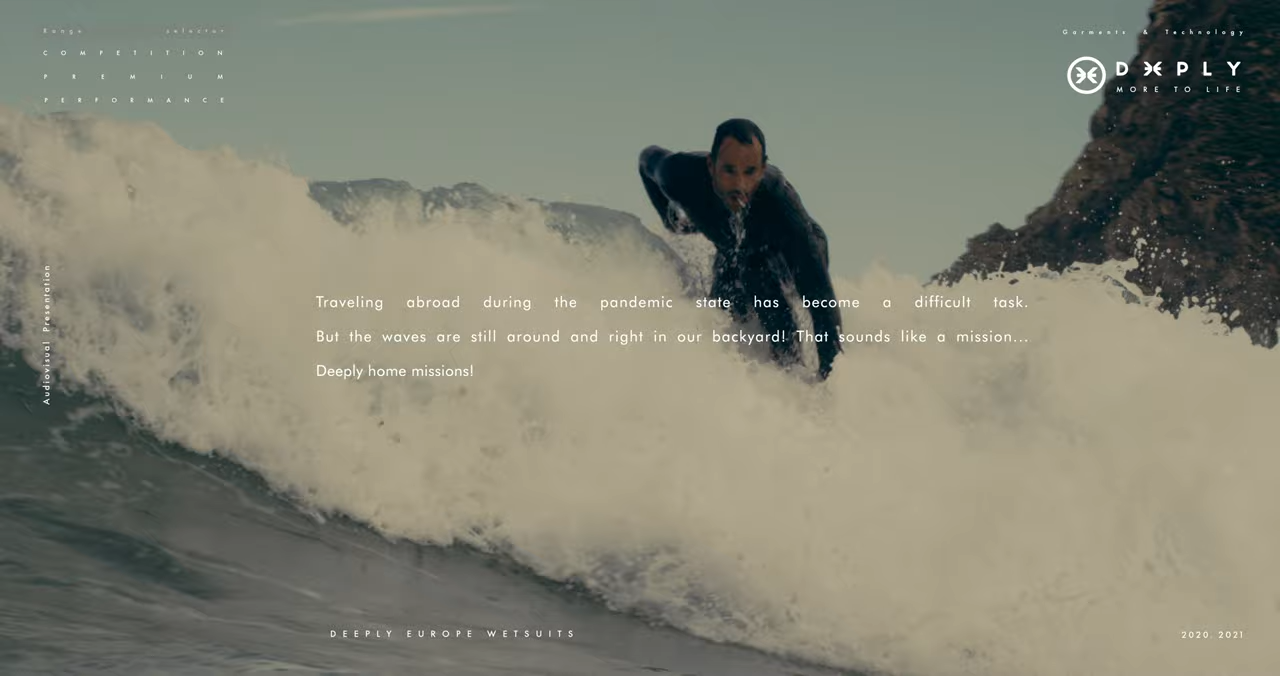 Range selector
COMPETITION
PREMIUM
PERFORMANCE
Garments & Technology
DEEPLY
MORE TO LIFE
Audiovisual Presentation
Traveling abroad during the pandemic state has become a difficult task.
But the waves are still around and right in our backyard! That sounds like a mission...
Deeply home missions!
DEEPLY EUROPE WETSUITS
2020. 2021